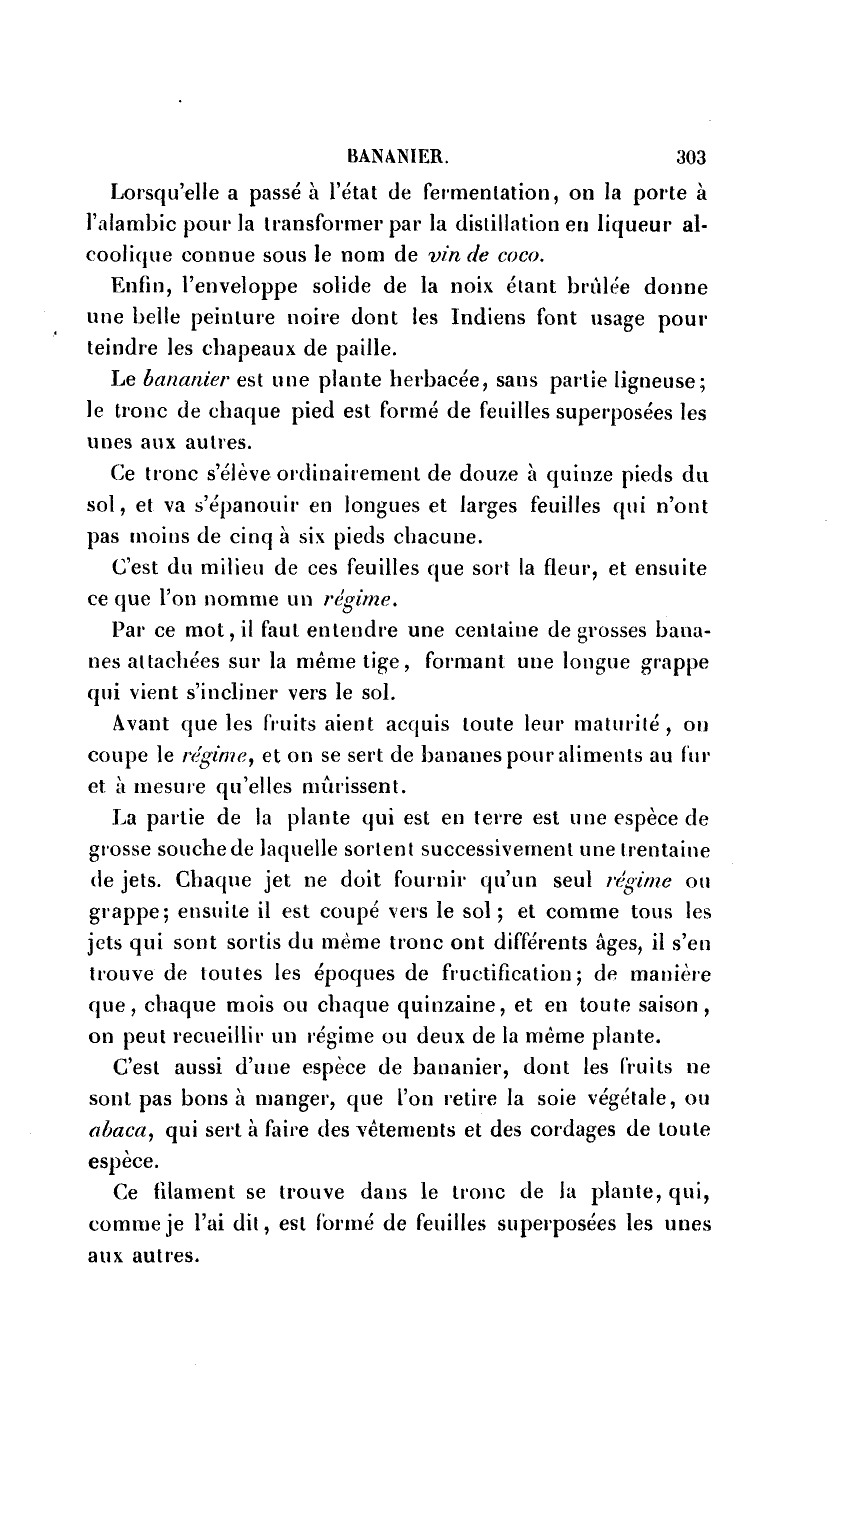 BANANIER. 303
Lorsqu'elle a passé à l'état de fermentation, on la porte à
l'alambic pour la transformer par la distillation en liqueur al-
coolique connue sous le nom de vin de coco.
Enfin, l'enveloppe solide de la noix étant brûlée donne
une belle peinture noire dont les Indiens font usage pour
teindre les chapeaux de paille.
Le bananier est une plante herbacée, sans partie ligneuse;
le tronc de chaque pied est formé de feuilles superposées les
unes aux autres.
Ce tronc s'élève ordinairement de douze à quinze pieds du
sol, et va s'épanouir en longues et larges feuilles qui n'ont
pas moins de cinq à six pieds chacune.
C'est du milieu de ces feuilles que sort la fleur, et ensuite
ce que l'on nomme un régime.
Par ce mot, il faut entendre une centaine de grosses bana-
nes attachées sur la même tige, formant une longue grappe
qui vient s'incliner vers le sol.
Avant que les fruits aient acquis toute leur maturité, on
coupe le régime, et on se sert de bananes pour aliments au fur
et à mesure qu'elles mûrissent.
La partie de la plante qui est en terre est une espèce de
grosse souche de laquelle sortent successivement une trentaine
de jets. Chaque jet ne doit fournir qu'un seul régime ou
grappe; ensuite il est coupé vers le sol; et comme tous les
jets qui sont sortis du même tronc ont différents âges, il s'en
trouve de toutes les époques de fructification; de manière
que, chaque mois ou chaque quinzaine, et en toute saison,
on peut recueillir un régime ou deux de la même plante.
C'est aussi d'une espèce de bananier, dont les fruits ne
sont pas bons à manger, que l'on retire la soie végétale, ou
abaca, qui sert à faire des vêtements et des cordages de toute
espèce.
Ce filament se trouve dans le tronc de la plante, qui,
comme je l'ai dit, est formé de feuilles superposées les unes
aux autres.